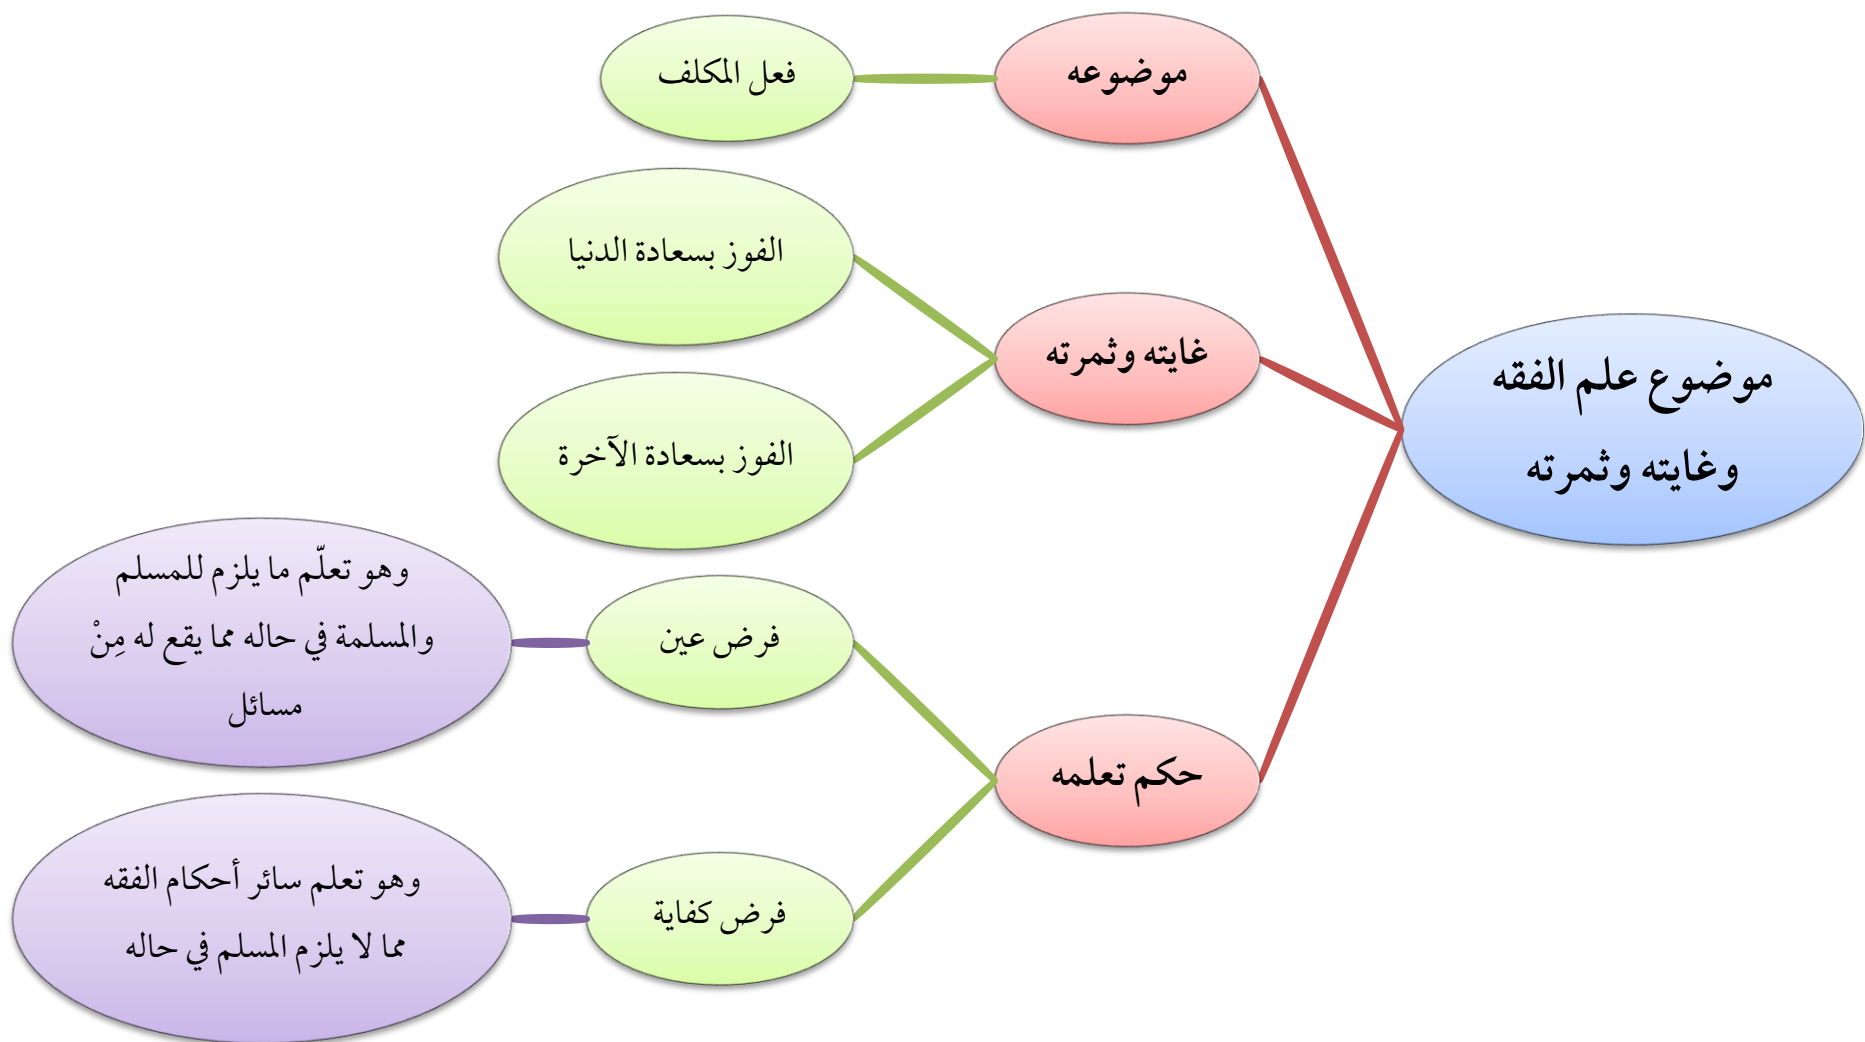 موضوع علم الفقه
وغايته وثمرته
موضوعه
فعل المكلف
غايته وثمرته
الفوز بسعادة الدنيا
الفوز بسعادة الآخرة
حكم تعلمه
فرض عين
وهو تعلّم ما يلزم للمسلم
والمسلمة في حاله مما يقع له مِنْ
مسائل
فرض كفاية
وهو تعلم سائر أحكام الفقه
مما لا يلزم المسلم في حاله